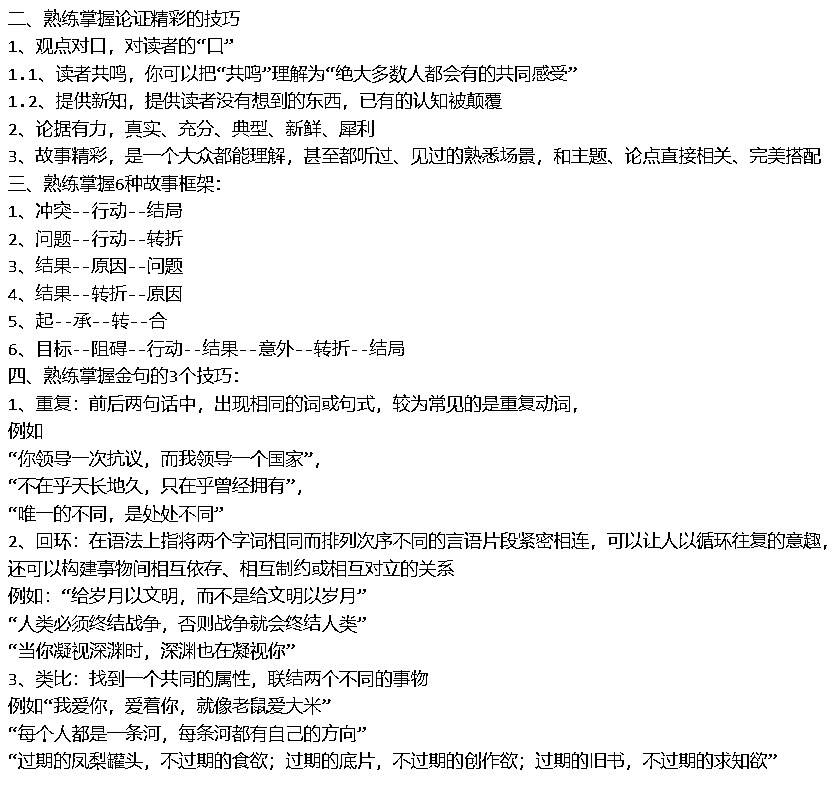 二、熟练掌握论证精彩的技巧
1、观点对口，对读者的“口”
1.1、读者共鸣，你可以把“共鸣”理解为“绝大多数人都会有的共同感受”
1.2、提供新知，提供读者没有想到的东西，已有的认知被颠覆
2、论据有力，真实、充分、典型、新鲜、犀利
3、故事精彩，是一个大众都能理解，甚至都听过、见过的熟悉场景，和主题、论点直接相关、完美搭配
三、熟练掌握6种故事框架：
1、冲突--行动--结局
2、问题--行动--转折
3、结果--原因--问题
4、结果--转折--原因
5、起--承--转--合
6、目标--阻碍--行动--结果--意外--转折--结局
四、熟练掌握金句的3个技巧：
1、重复：前后两句话中，出现相同的词或句式，较为常见的是重复动词，
例如
“你领导一次抗议，而我领导一个国家”，
“不在乎天长地久，只在乎曾经拥有”，
“唯一的不同，是处处不同”
2、回环：在语法上指将两个字词相同而排列次序不同的言语片段紧密相连，可以让人以循环往复的意趣，
还可以构建事物间相互依存、相互制约或相互对立的关系
例如：“给岁月以文明，而不是给文明以岁月”
“人类必须终结战争，否则战争就会终结人类”
“当你凝视深渊时，深渊也在凝视你”
3、类比：找到一个共同的属性，联结两个不同的事物
例如“我爱你，爱着你，就像老鼠爱大米”
“每个人都是一条河，每条河都有自己的方向”
“过期的凤梨罐头，不过期的食欲；过期的底片，不过期的创作欲；过期的旧书，不过期的求知欲”